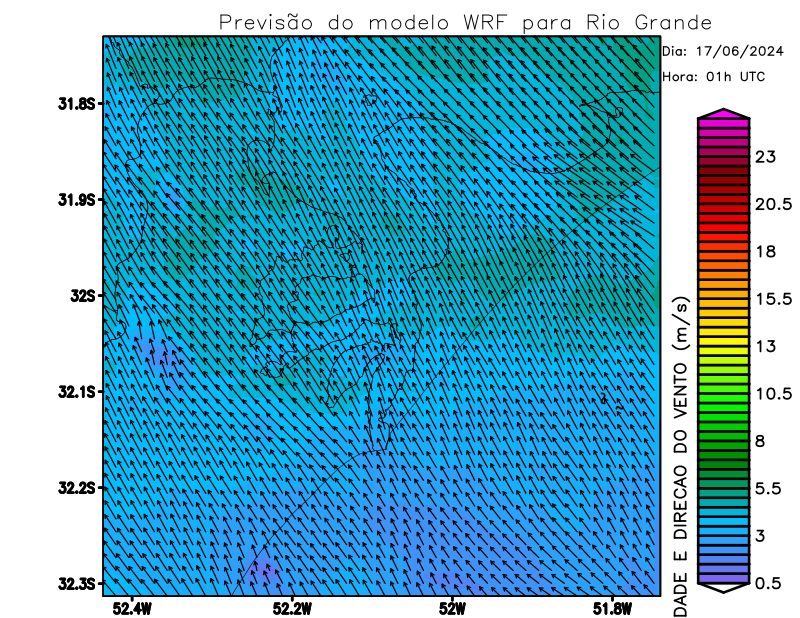 Previsão do modelo WRF para Rio Grande
Dia: 17/06/2024
Hora: 01h UTC
31.8S
31.9S
32S
32.1S
32.2S
32.3S
52.4W
52.2W
52W
51.8W
23
20.5
18
15.5
13
10.5
8
5.5
3
0.5
DADE E DIRECAO DO VENTO (m/s)